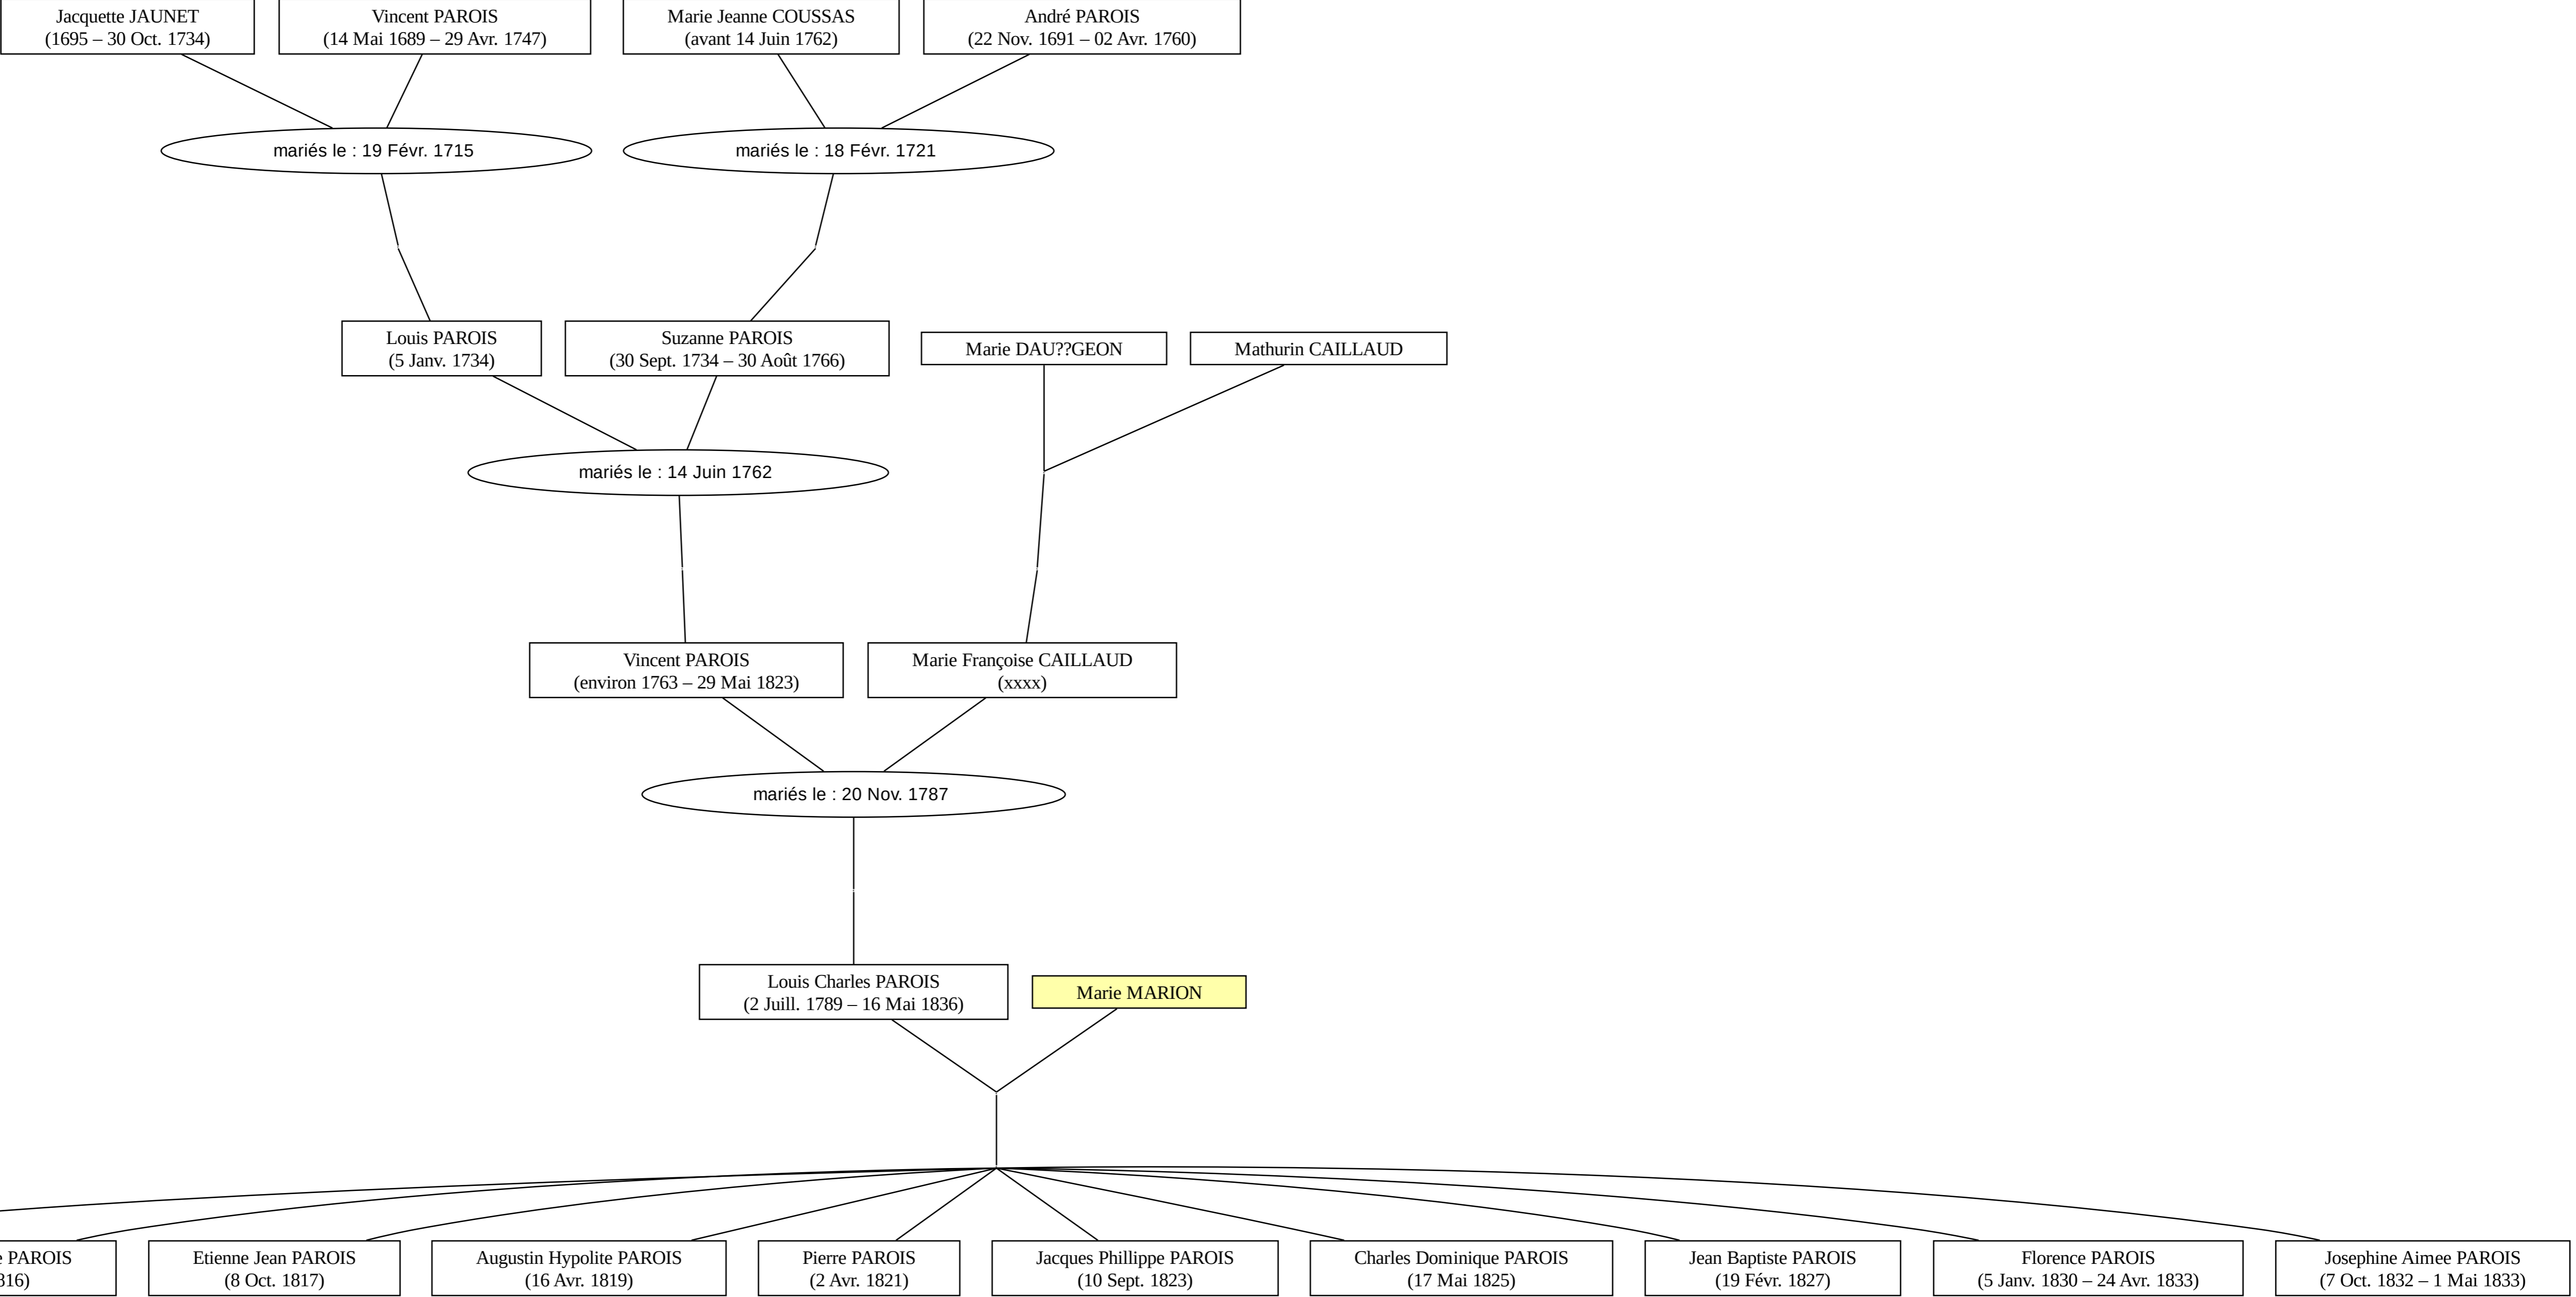 Jacquette JAUNET
(1695 – 30 Oct. 1734)
Vincent PAROIS
(14 Mai 1689 – 29 Avr. 1747)
Marie Jeanne COUSSAS
(avant 14 Juin 1762)
André PAROIS
(22 Nov. 1691 – 02 Avr. 1760)
mariés le : 19 Févr. 1715
mariés le : 18 Févr. 1721
Louis PAROIS
(5 Janv. 1734)
Suzanne PAROIS
(30 Sept. 1734 – 30 Août 1766)
Marie DAU??GEON
Mathurin CAILLAUD
mariés le : 14 Juin 1762
Vincent PAROIS
(environ 1763 – 29 Mai 1823)
Marie Françoise CAILLAUD
(xxxx)
mariés le : 20 Nov. 1787
Louis Charles PAROIS
(2 Juill. 1789 – 16 Mai 1836)
Marie MARION
PAROIS
816)
Etienne Jean PAROIS
(8 Oct. 1817)
Augustin Hypolite PAROIS
(16 Avr. 1819)
Pierre PAROIS
(2 Avr. 1821)
Jacques Phillippe PAROIS
(10 Sept. 1823)
Charles Dominique PAROIS
(17 Mai 1825)
Jean Baptiste PAROIS
(19 Févr. 1827)
Florence PAROIS
(5 Janv. 1830 – 24 Avr. 1833)
Josephine Aimee PAROIS
(7 Oct. 1832 – 1 Mai 1833)